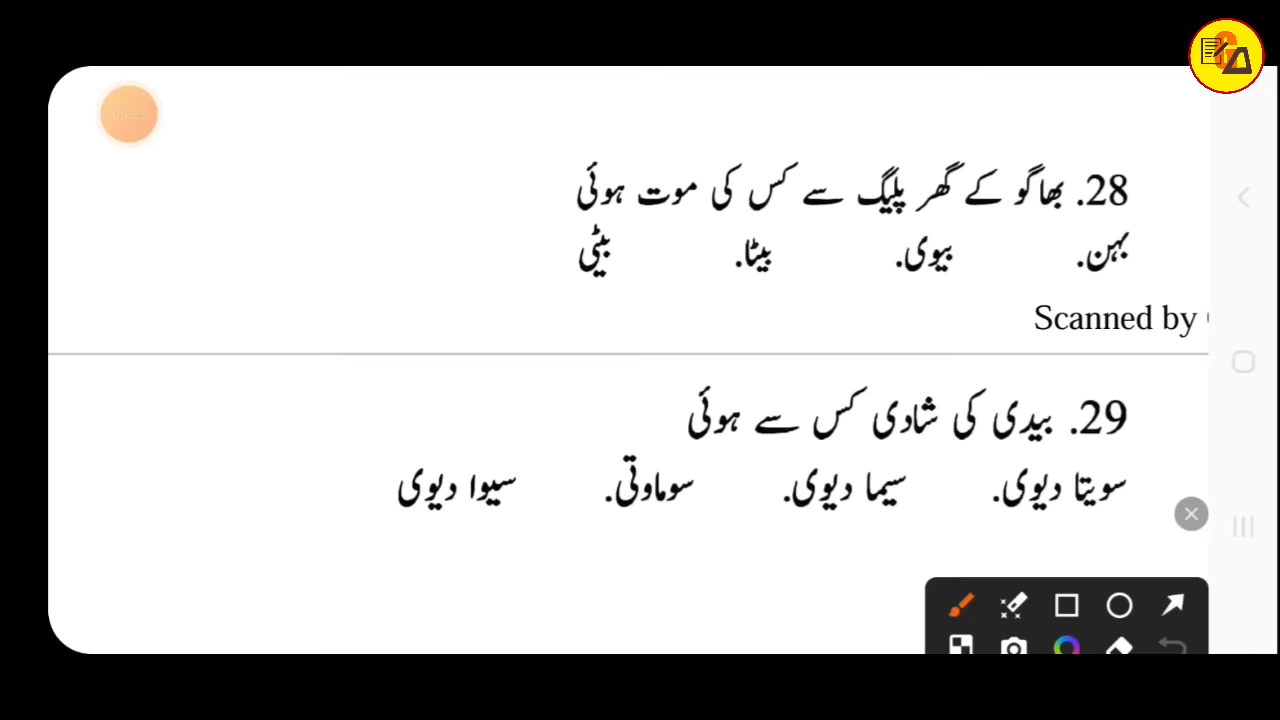 28. بھاگو کے گھر پلیگ سے کس کی موت ہوئی
بہن. بیوی. بیٹا. بیٹی
Scanned by
29. بیدی کی شادی کس سے ہوئی
سویتا دیوی. سیما دیوی. سوماوتی. سیوا دیوی